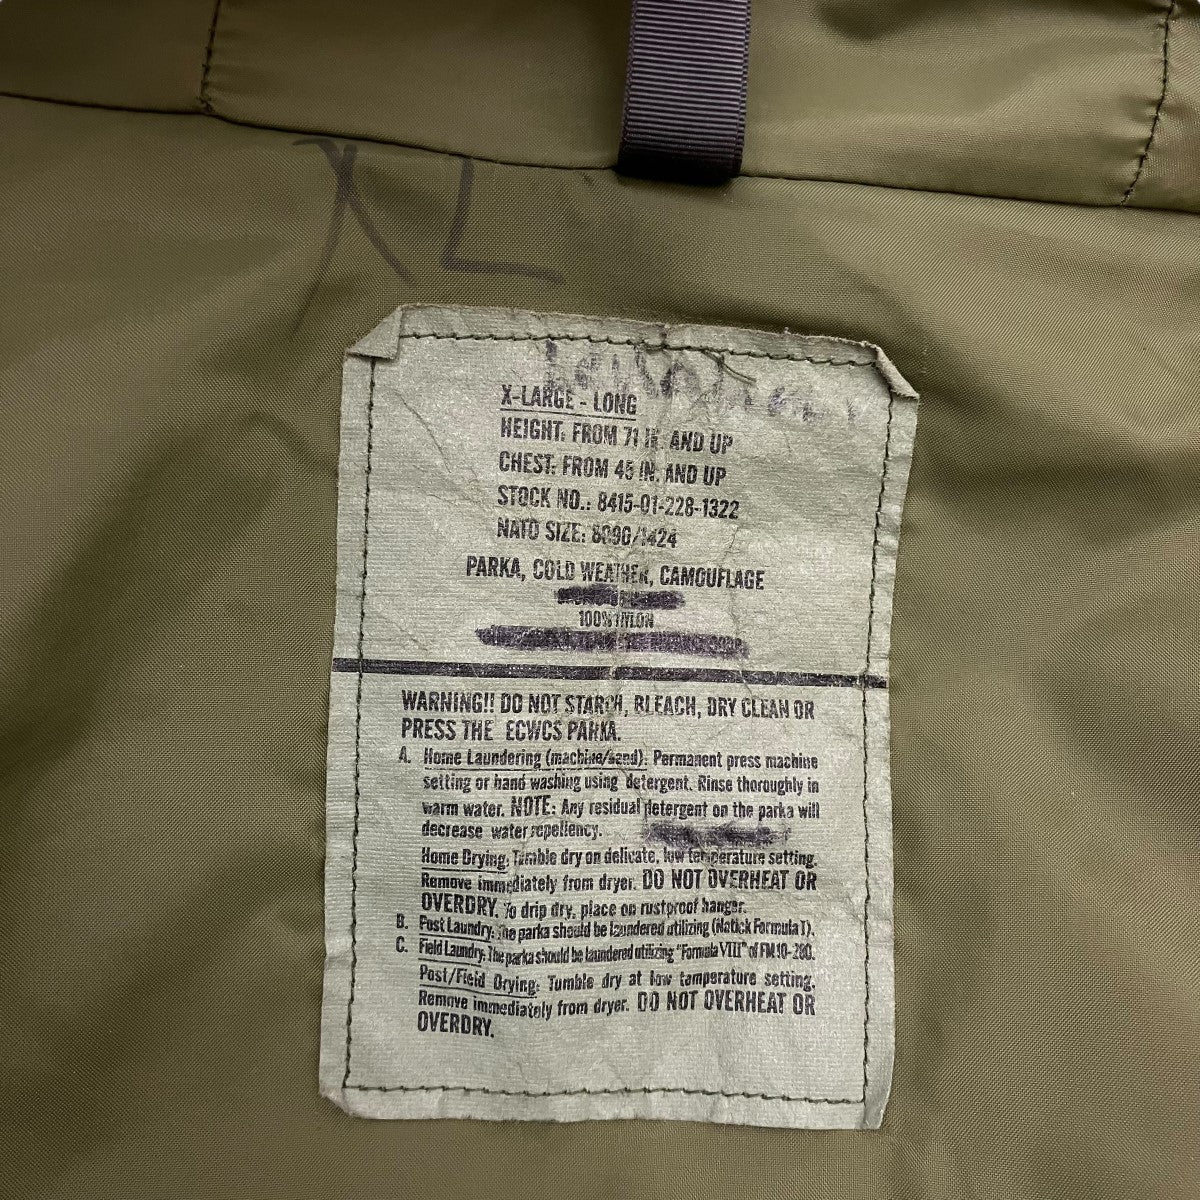 XL
X-LARGE - LONG
HEIGHT: FROM 71 IN. AND UP
CHEST: FROM 45 IN. AND UP
STOCK NO.: 8415-01-228-1322
NATO SIZE: 8090/1424
PARKA, COLD WEATHER, CAMOUFLAGE
100% NYLON
WARNING!! DO NOT STARCH, BLEACH, DRY CLEAN OR
PRESS THE ECWCS PARKA.
A. Home Laundering (machine/hand): Permanent press machine
setting or hand washing using detergent. Rinse thoroughly in
warm water. NOTE: Any residual detergent on the parka will
decrease water repellency.
Home Drying: Tumble dry on delicate, low temperature setting.
Remove immediately from dryer. DO NOT OVERHEAT OR
OVERDRY. To drip dry, place on rustproof hanger.
B. Post Laundry: The parka should be laundered utilizing (Natick Formula I).
C. Field Laundry: The parka should be laundered utilizing "Formula VIII" of FM 10-280.
Post/Field Drying: Tumble dry at low temperature setting.
Remove immediately from dryer. DO NOT OVERHEAT OR
OVERDRY.